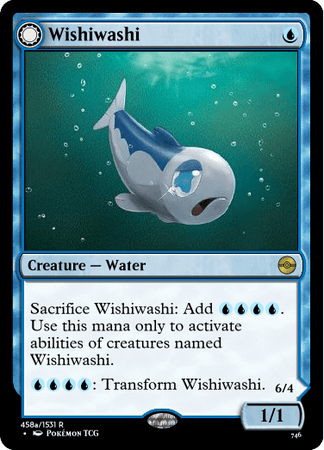 Wishiwashi
Creature — Water
Sacrifice Wishiwashi: Add
Use this mana only to activate
abilities of creatures named
Wishiwashi.
: Transform Wishiwashi.
6/4
1/1
458a/1531 R
• Pokémon TCG
746